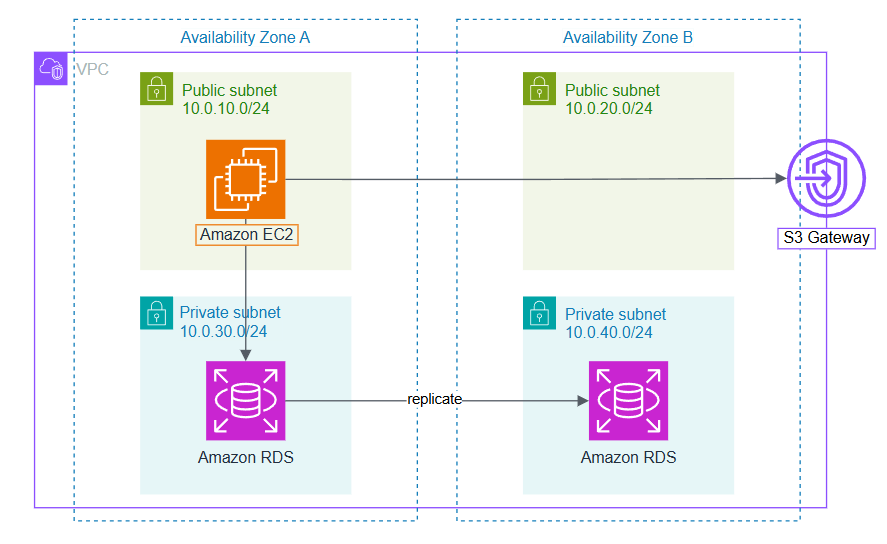 Availability Zone A
Availability Zone B
VPC
Public subnet
10.0.10.0/24
Public subnet
10.0.20.0/24
Amazon EC2
S3 Gateway
Private subnet
10.0.30.0/24
Private subnet
10.0.40.0/24
replicate
Amazon RDS
Amazon RDS